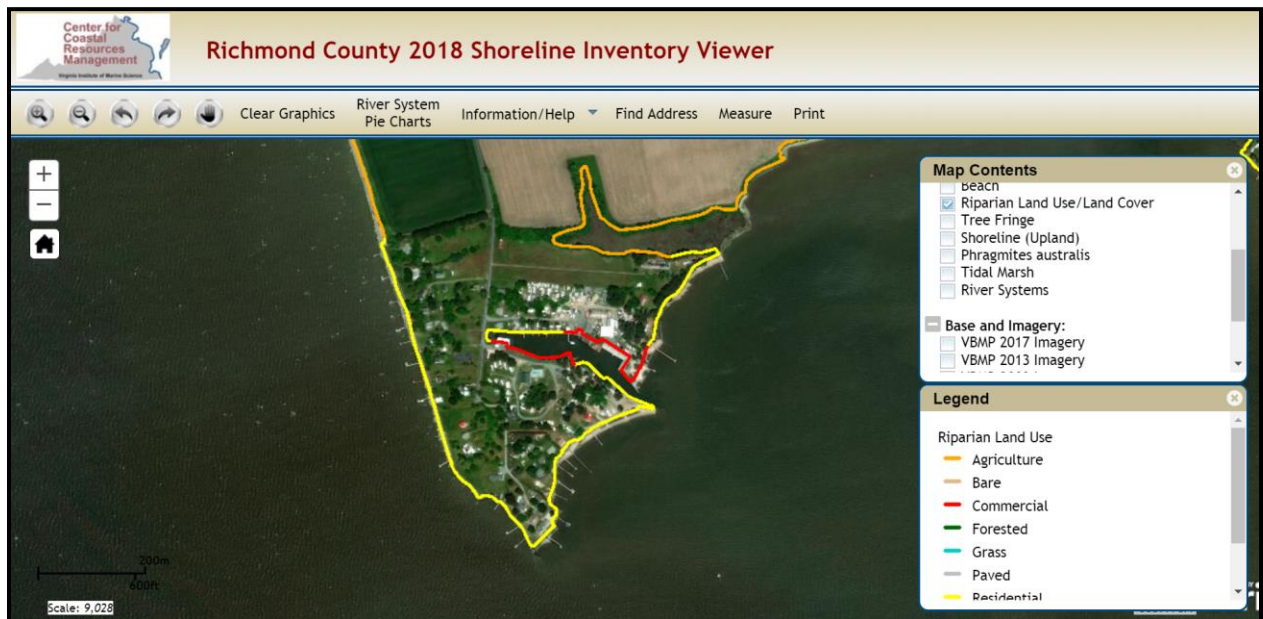 Center for
Coastal
Resources
Management
Virginia Institute of Marine Science
Richmond County 2018 Shoreline Inventory Viewer
Clear Graphics
River System
Pie Charts
Information/Help
Find Address
Measure
Print
+
−
200m
600ft
Scale: 9,028
Map Contents
Beach
Riparian Land Use/Land Cover
Tree Fringe
Shoreline (Upland)
Phragmites australis
Tidal Marsh
River Systems
Base and Imagery:
VBMP 2017 Imagery
VBMP 2013 Imagery
Legend
Riparian Land Use
Agriculture
Bare
Commercial
Forested
Grass
Paved
Residential